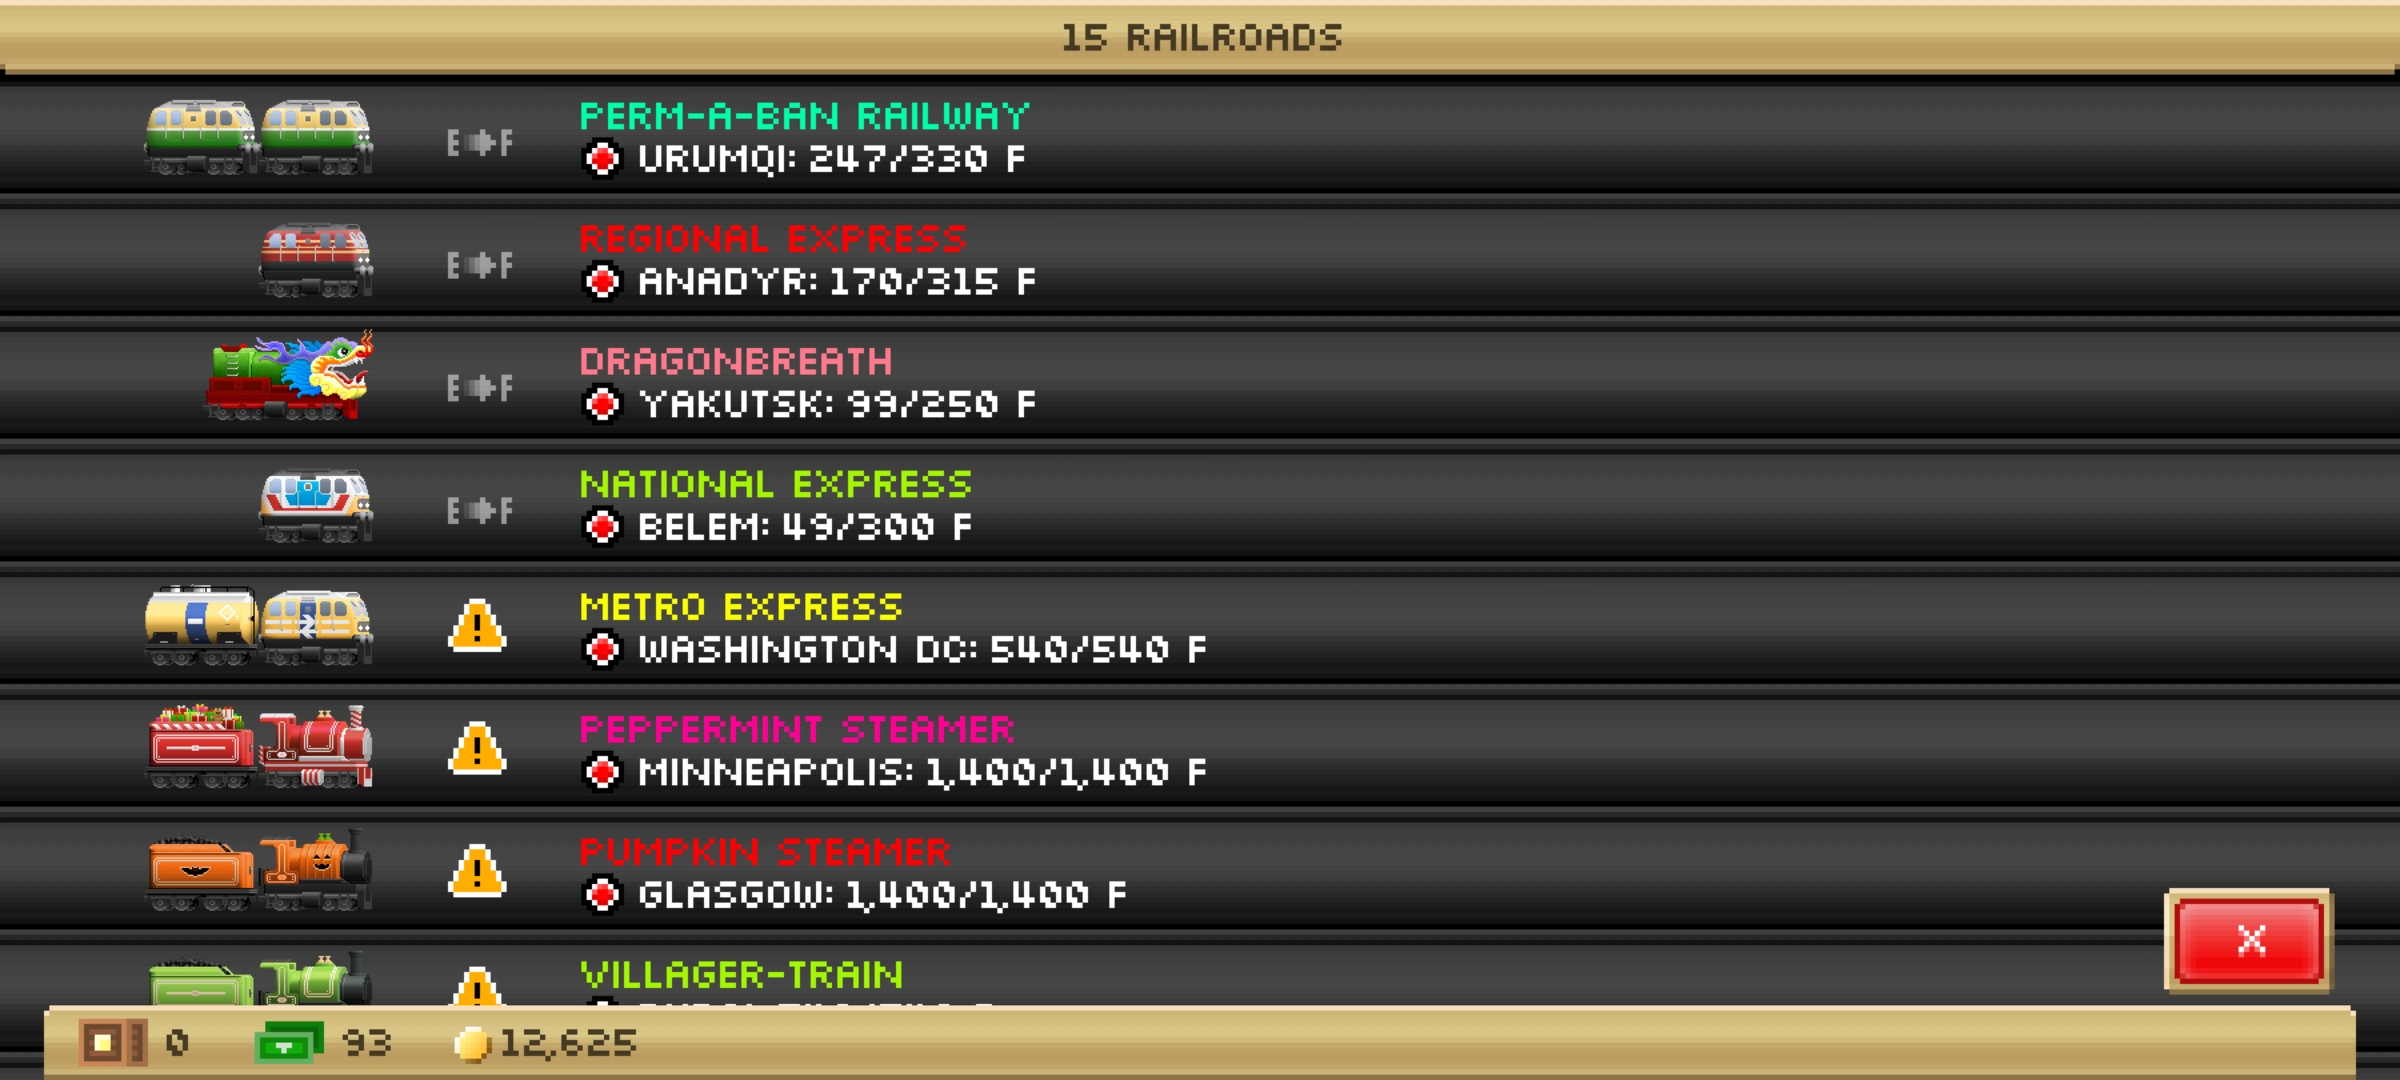 15 RAILROADS
PERM-A-BAN RAILWAY
E F
URUMQI: 247/330 F
REGIONAL EXPRESS
E F
ANADYR: 170/315 F
DRAGONBREATH
E F
YAKUTSK: 99/250 F
NATIONAL EXPRESS
E F
BELEM: 49/300 F
METRO EXPRESS
WASHINGTON DC: 540/540 F
PEPPERMINT STEAMER
MINNEAPOLIS: 1,400/1,400 F
PUMPKIN STEAMER
GLASGOW: 1,400/1,400 F
VILLAGER-TRAIN
0 93 12,625